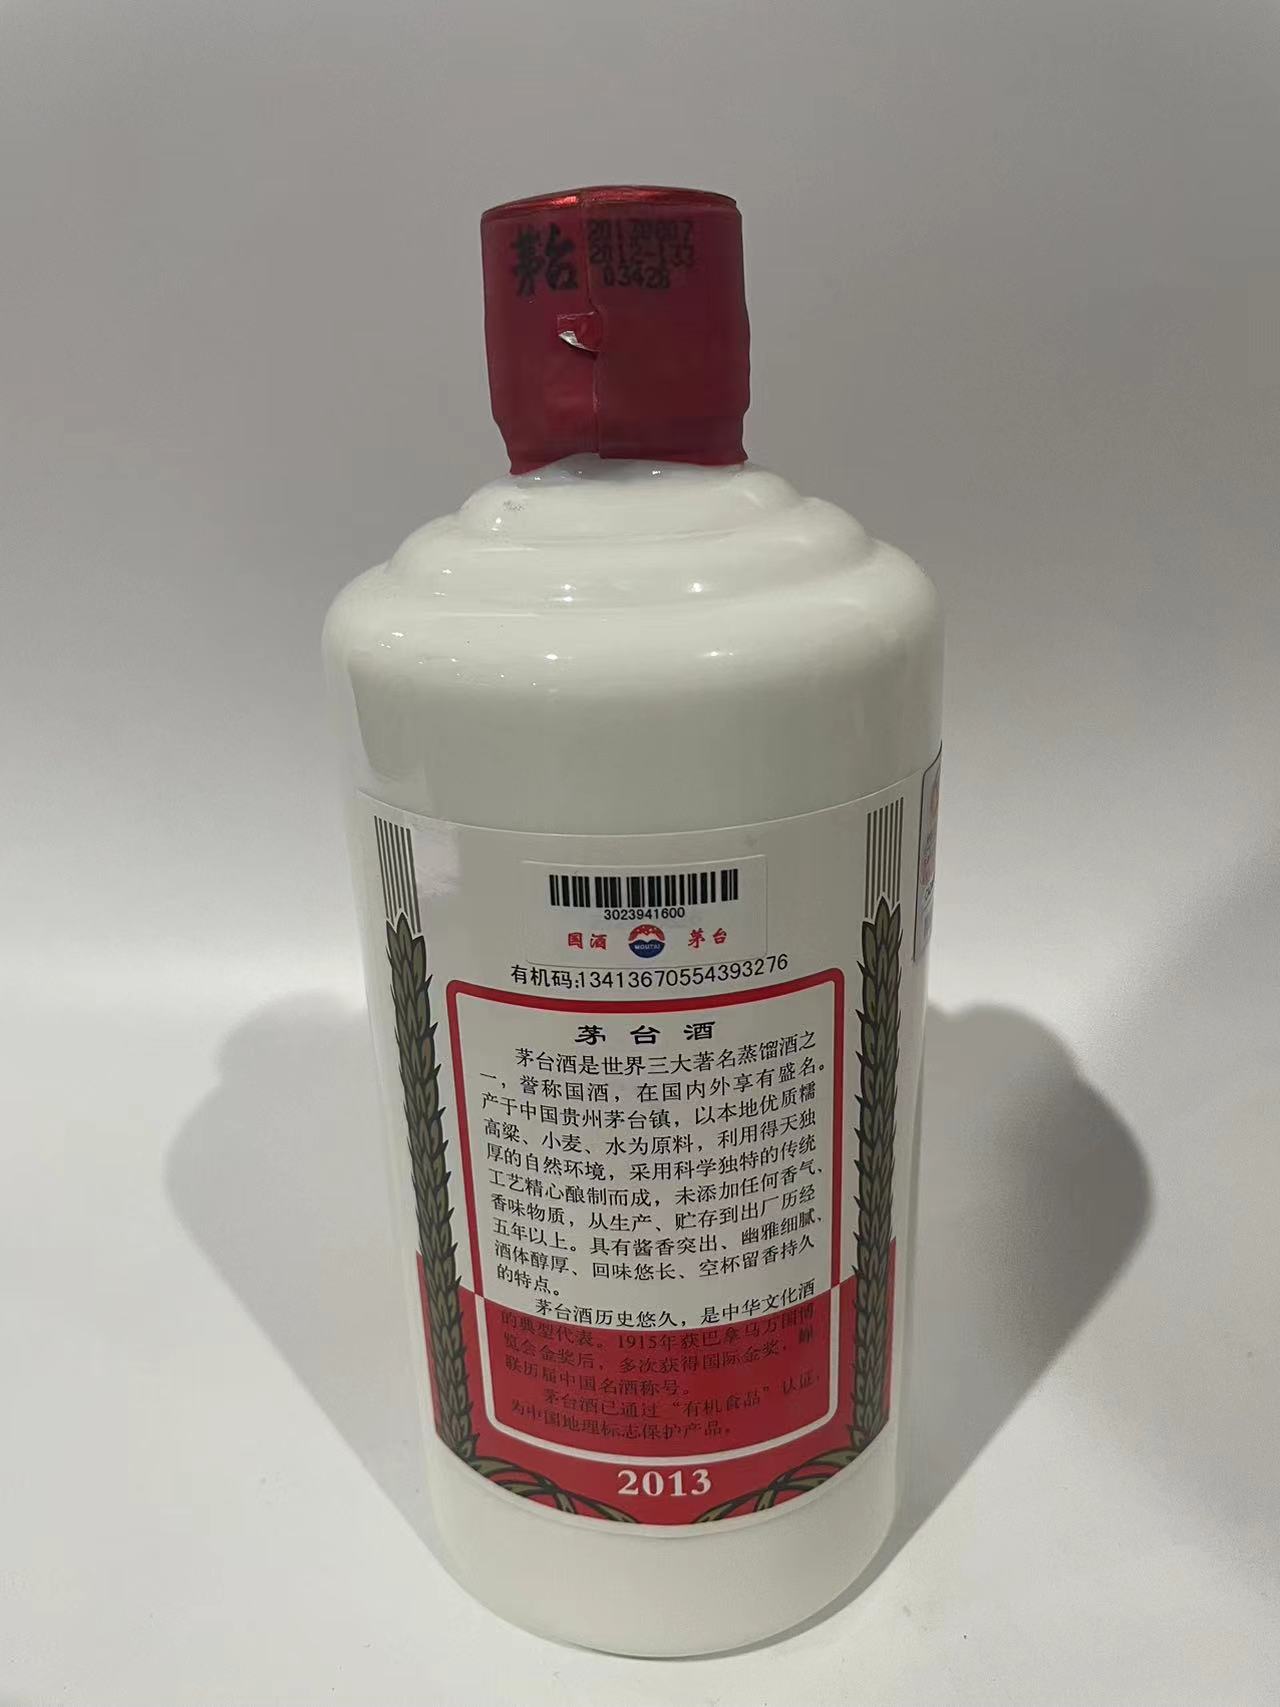 茅台
2012-133
03428
3023941600
国酒 MOUTAI 茅台
有机码:13413670554393276
茅台酒
茅台酒是世界三大著名蒸馏酒之
一，誉称国酒，在国内外享有盛名。
产于中国贵州茅台镇，以本地优质糯
高粱、小麦、水为原料，利用得天独
厚的自然环境，采用科学独特的传统
工艺精心酿制而成，未添加任何香气、
香味物质，从生产、贮存到出厂历经
五年以上。具有酱香突出、幽雅细腻、
酒体醇厚、回味悠长、空杯留香持久
的特点。
茅台酒历史悠久，是中华文化酒
的典型代表。1915年获巴拿马万国博
览会金奖后，多次获得国际金奖，蝉
联历届中国名酒称号。
茅台酒已通过“有机食品”认证，
为中国地理标志保护产品。
2013